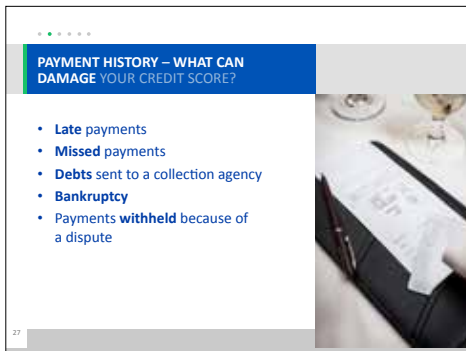 PAYMENT HISTORY – WHAT CAN
DAMAGE YOUR CREDIT SCORE?
• Late payments
• Missed payments
• Debts sent to a collection agency
• Bankruptcy
• Payments withheld because of
a dispute
27